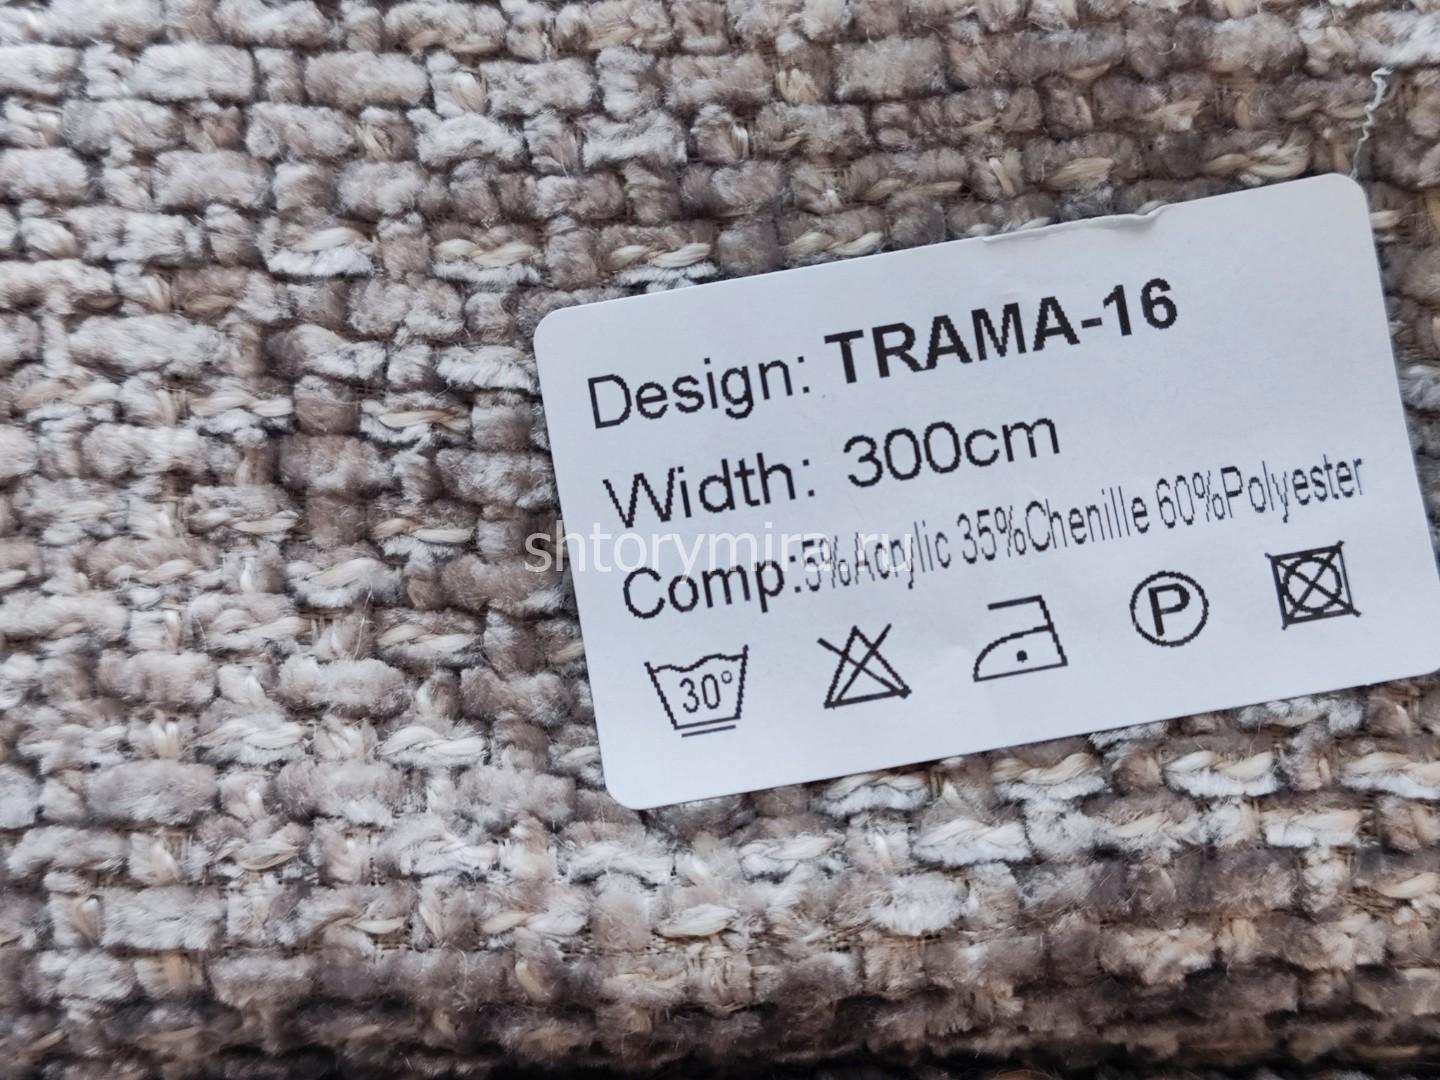 Design: TRAMA-16
Width: 300cm
Comp:5%Acrylic 35%Chenille 60%Polyester
shtorymira.ru
30°
P